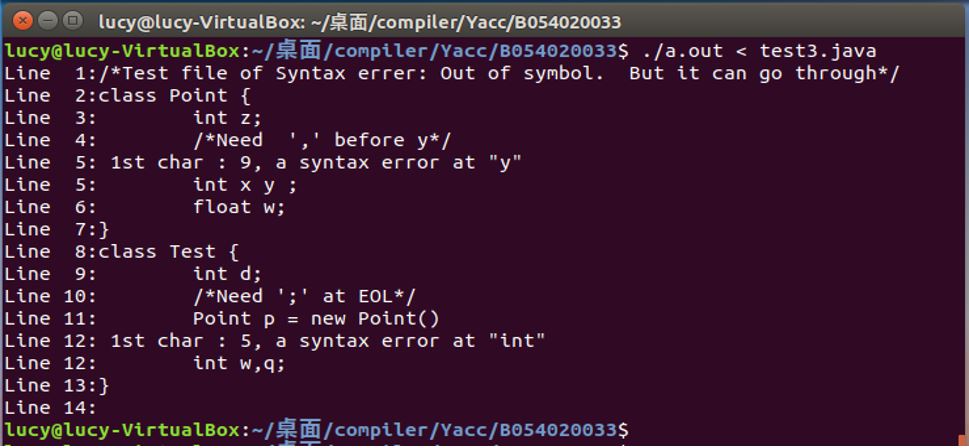 lucy@lucy-VirtualBox: ~/桌面/compiler/Yacc/B054020033
lucy@lucy-VirtualBox:~/桌面/compiler/Yacc/B054020033$ ./a.out < test3.java
Line  1:/*Test file of Syntax errer: Out of symbol.  But it can go through*/
Line  2:class Point {
Line  3:        int z;
Line  4:        /*Need  ',' before y*/
Line  5: 1st char : 9, a syntax error at "y"
Line  5:        int x y ;
Line  6:        float w;
Line  7:}
Line  8:class Test {
Line  9:        int d;
Line 10:        /*Need ';' at EOL*/
Line 11:        Point p = new Point()
Line 12: 1st char : 5, a syntax error at "int"
Line 12:        int w,q;
Line 13:}
Line 14:
lucy@lucy-VirtualBox:~/桌面/compiler/Yacc/B054020033$